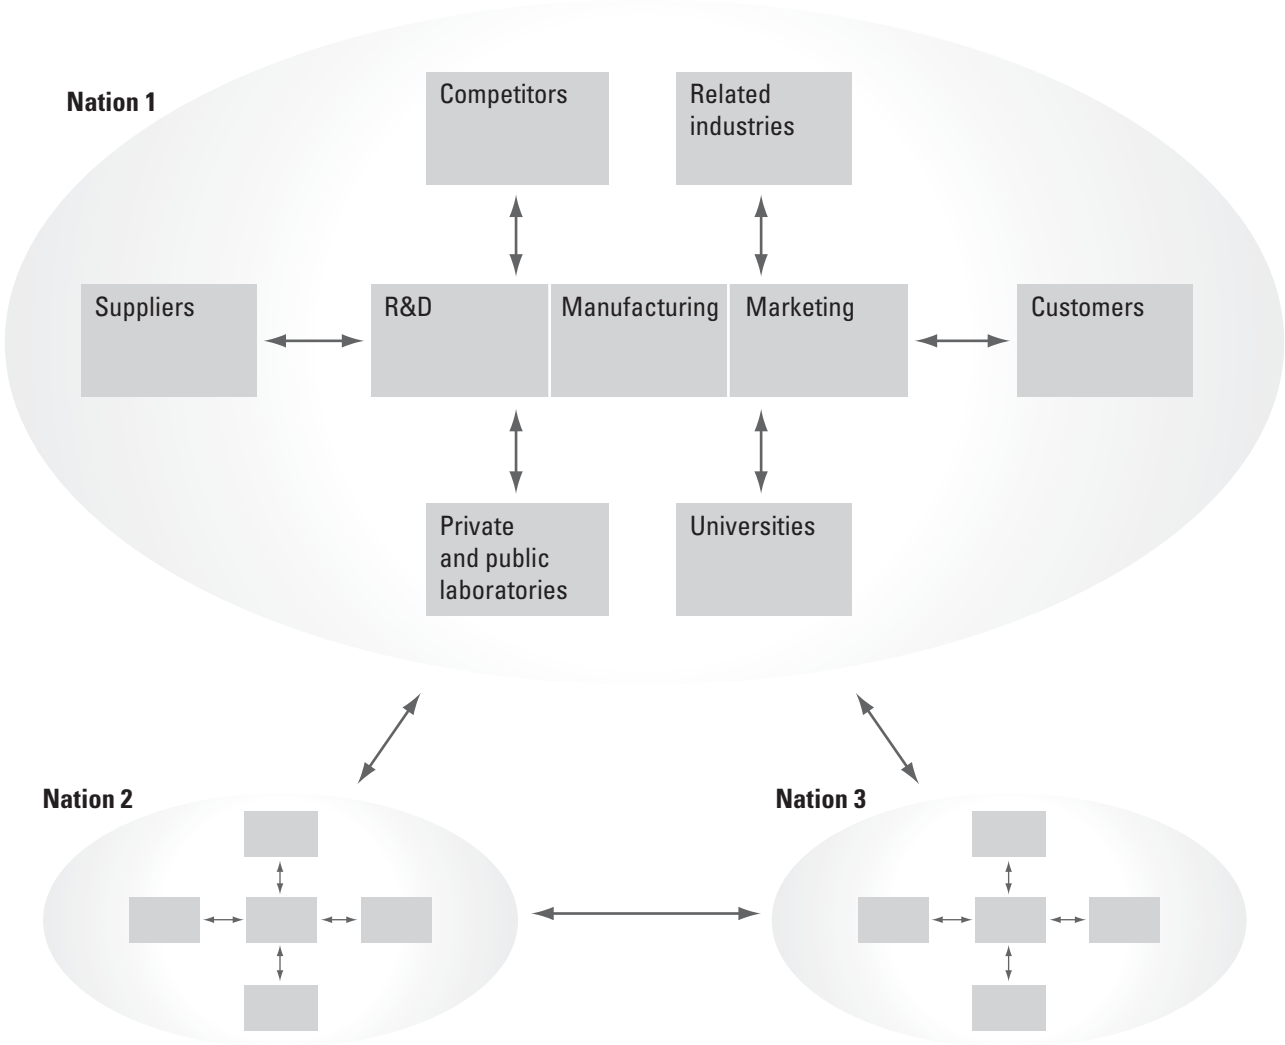 Nation 1
Competitors
Related
industries
Suppliers
R&D
Manufacturing
Marketing
Customers
Private
and public
laboratories
Universities
Nation 2
Nation 3